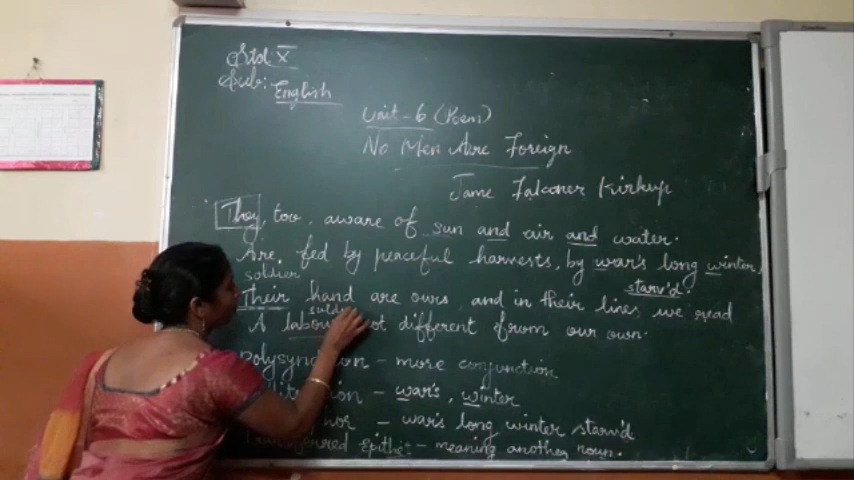 Std. X
Sub: English
Unit - 6 (Poem)
No Men Are Foreign
Jame Falconer Kirkup
They, too, aware of sun and air and water.
Are, fed by peaceful harvests, by war's long winter,
soldier starv'd
Their hand are ours, and in their lines we read
A labour not different from our own.
- more conjunction
- war's, winter
- war's long winter starv'd
Epithet - meaning another noun.